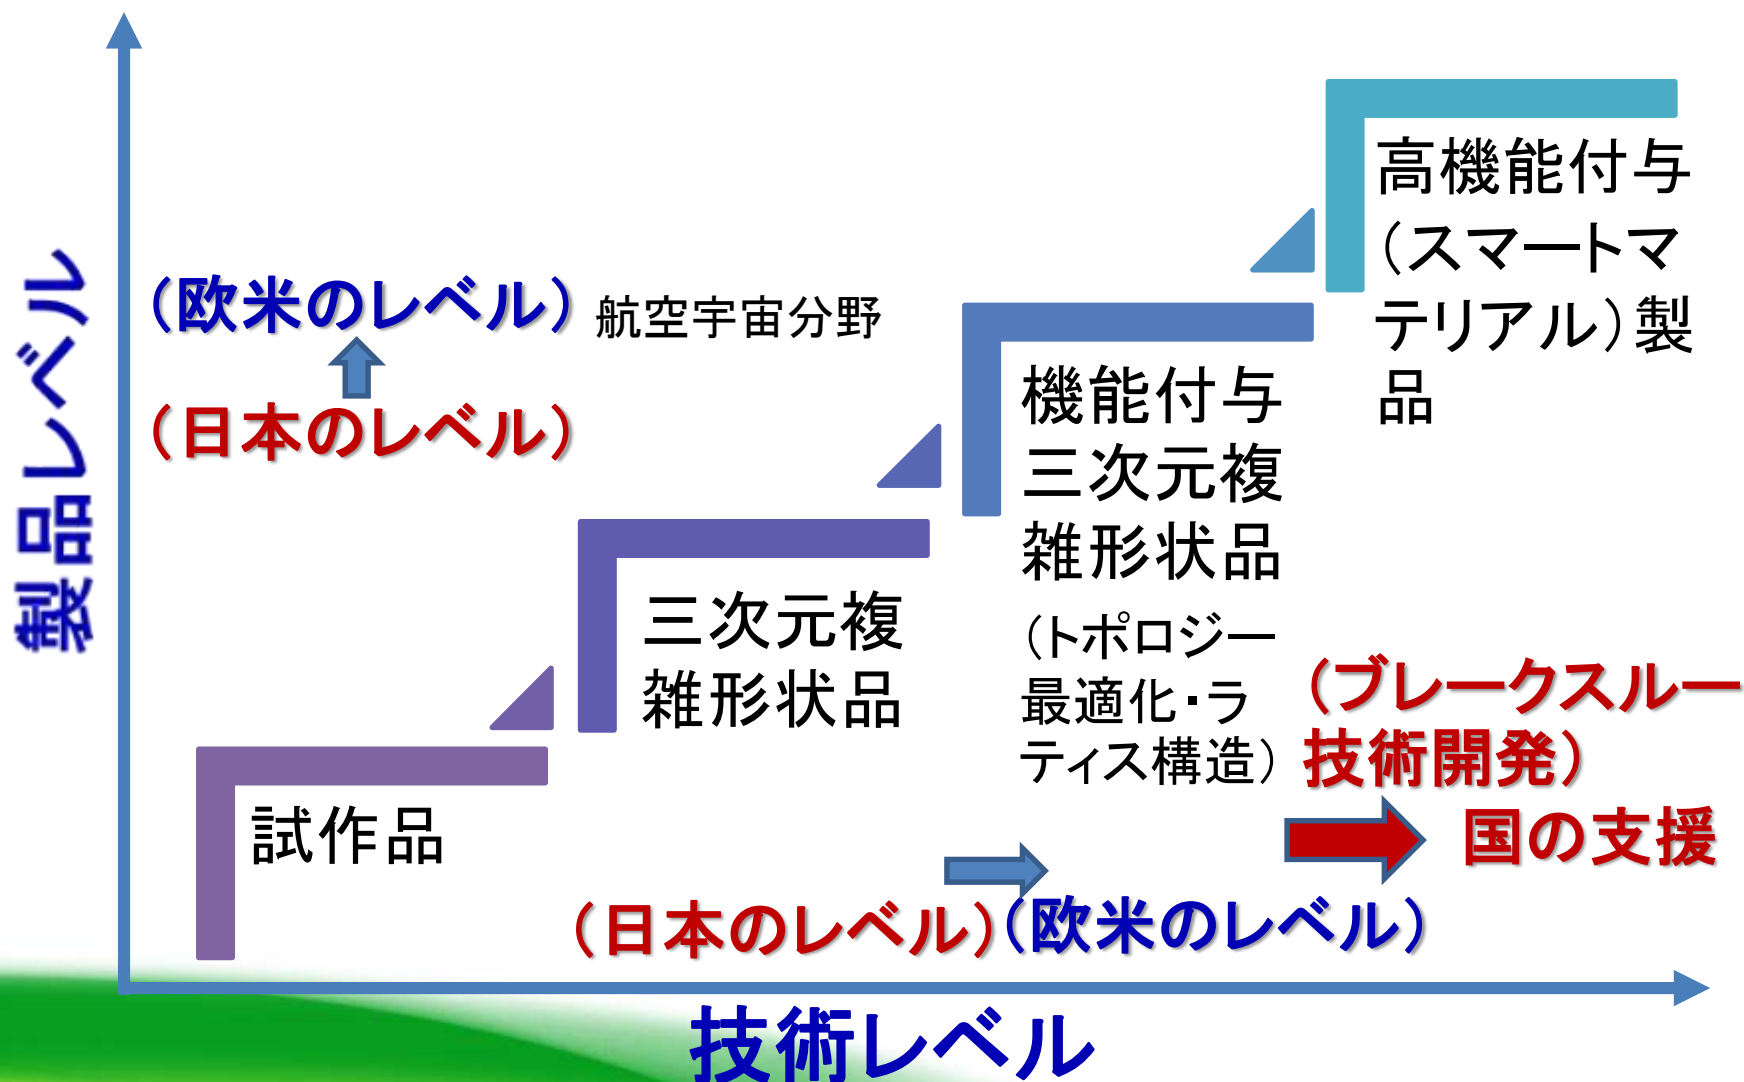 製品レベル
(欧米のレベル)
航空宇宙分野
(日本のレベル)
試作品
三次元複
雑形状品
機能付与
三次元複
雑形状品
(トポロジー
最適化・ラ
ティス構造)
高機能付与
(スマートマ
テリアル)製
品
(ブレークスルー
技術開発)
国の支援
(日本のレベル)(欧米のレベル)
技術レベル